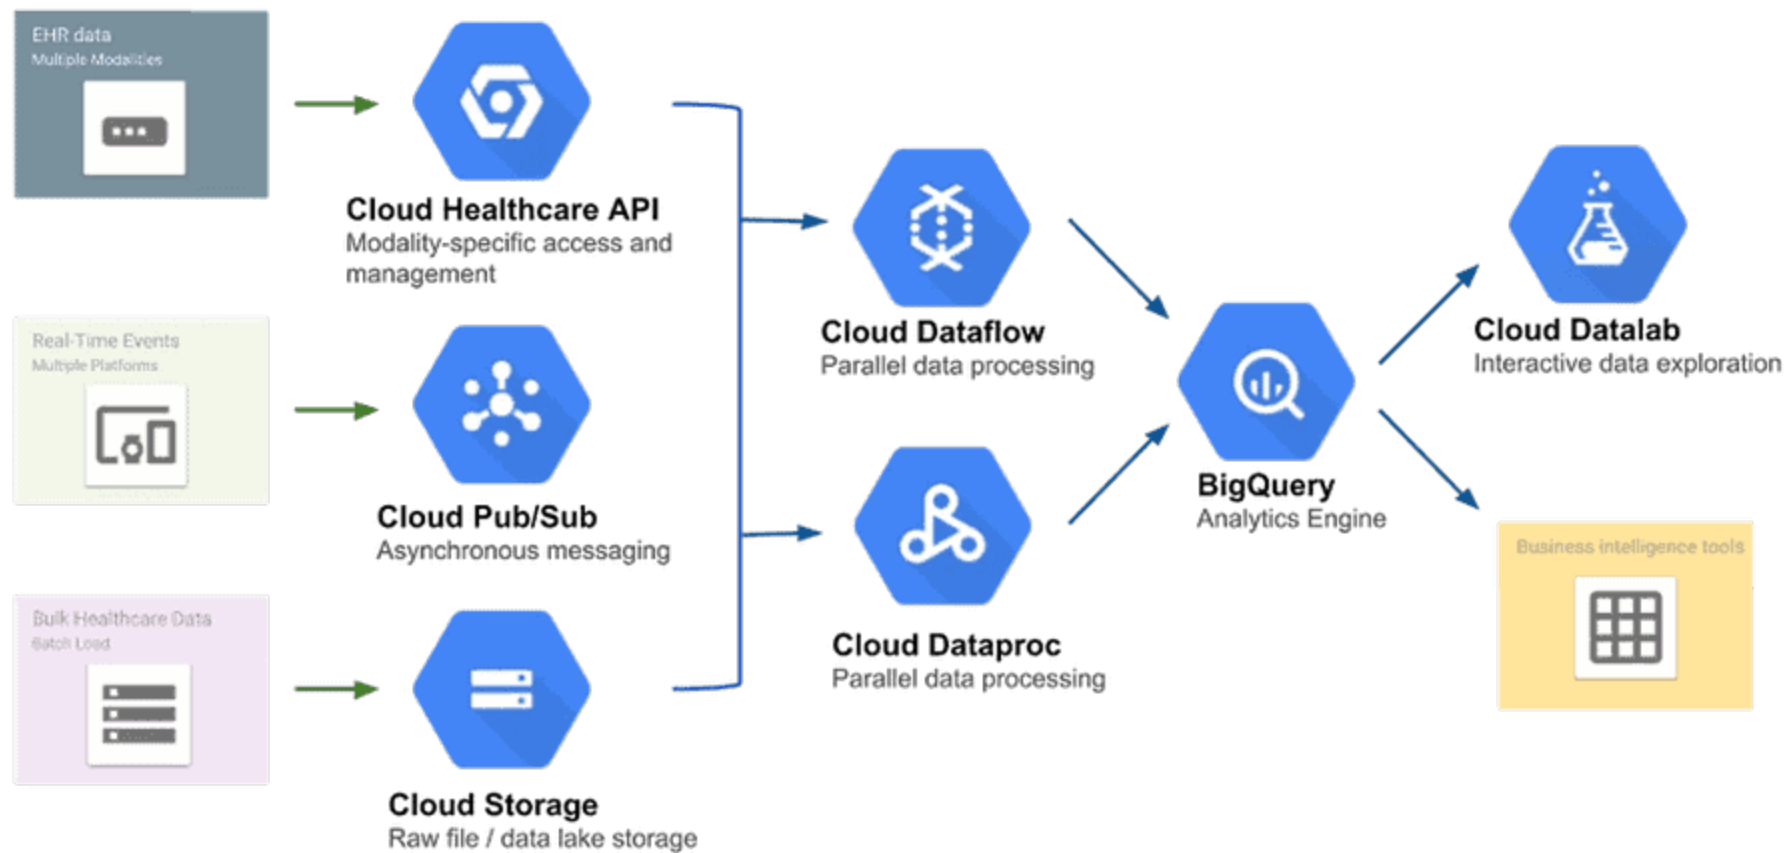 EHR data
Multiple Modalities
Cloud Healthcare API
Modality-specific access and
management
Real-Time Events
Multiple Platforms
Cloud Pub/Sub
Asynchronous messaging
Bulk Healthcare Data
Batch Load
Cloud Storage
Raw file / data lake storage
Cloud Dataflow
Parallel data processing
Cloud Dataproc
Parallel data processing
BigQuery
Analytics Engine
Cloud Datalab
Interactive data exploration
Business intelligence tools